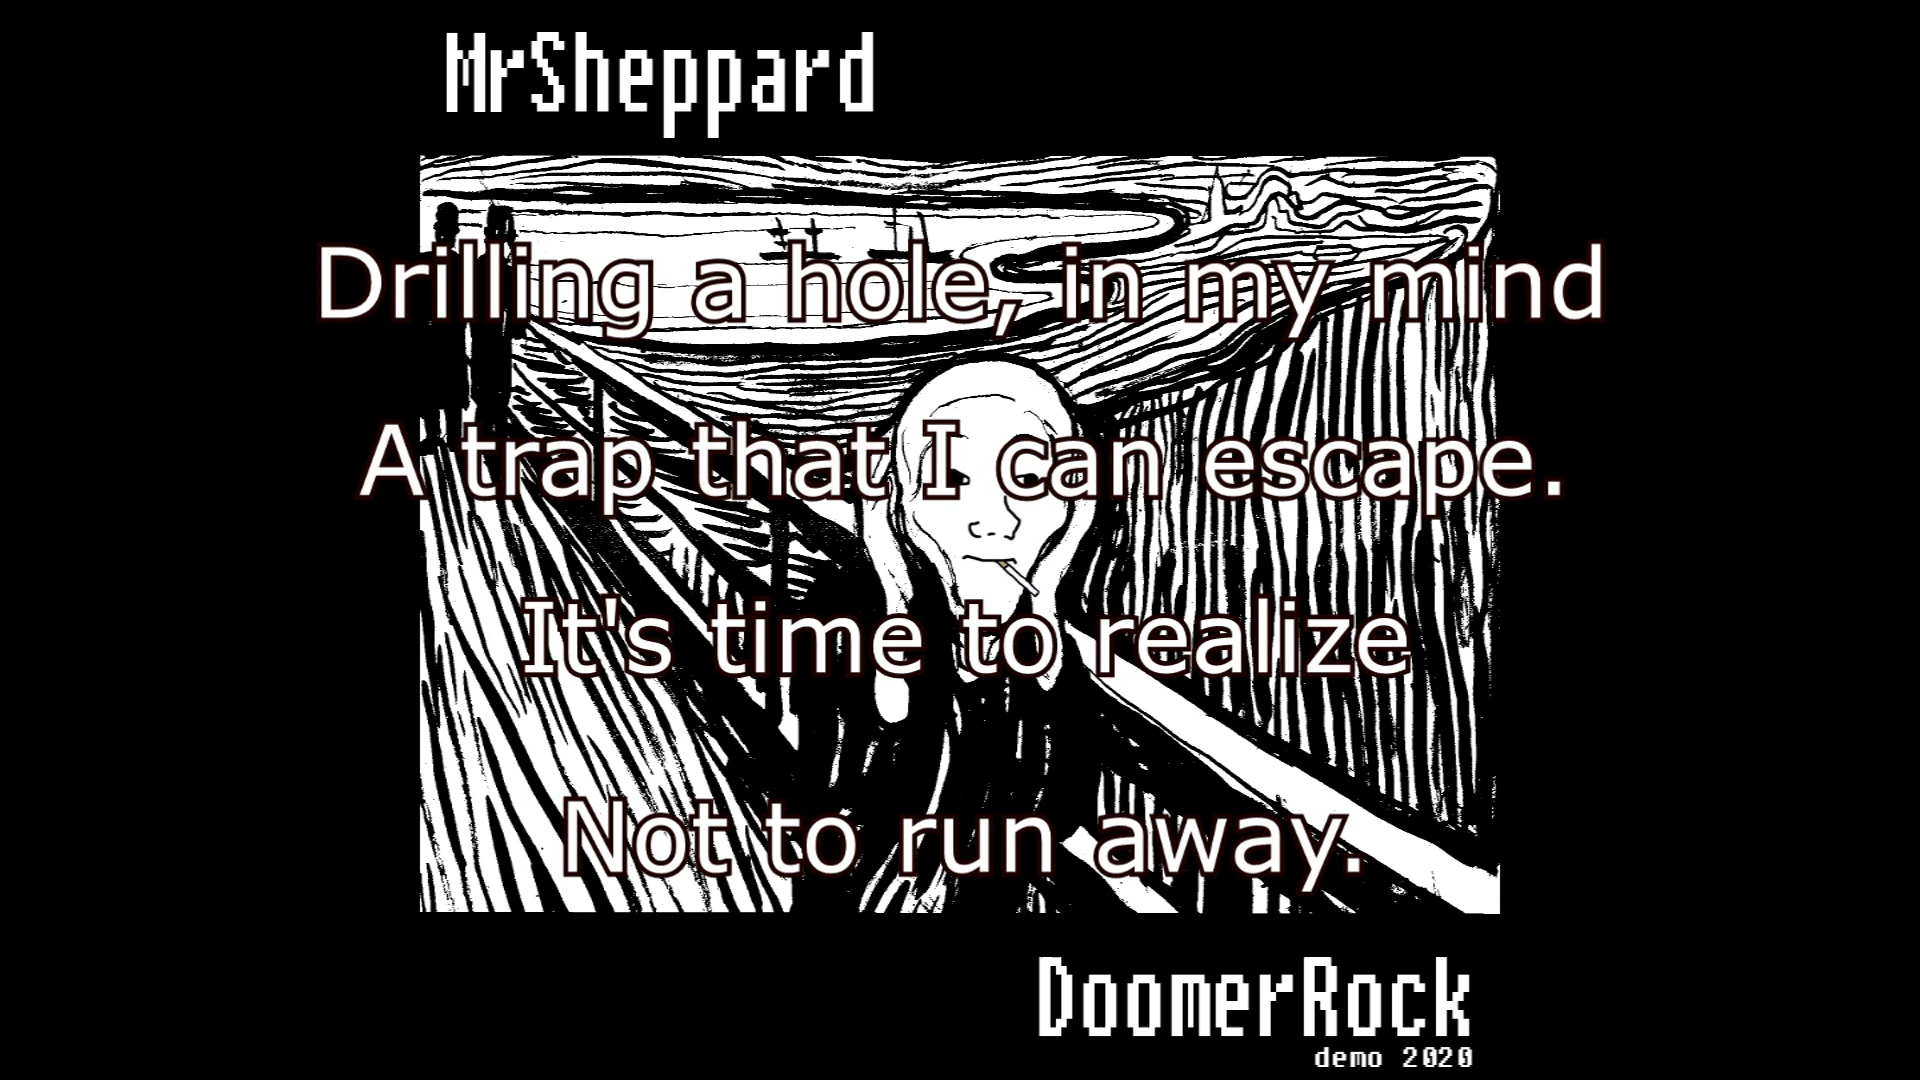 MrSheppard
Drilling a hole, in my mind
A trap that I can escape.
It's time to realize
Not to run away.
DoomerRock
demo 2020